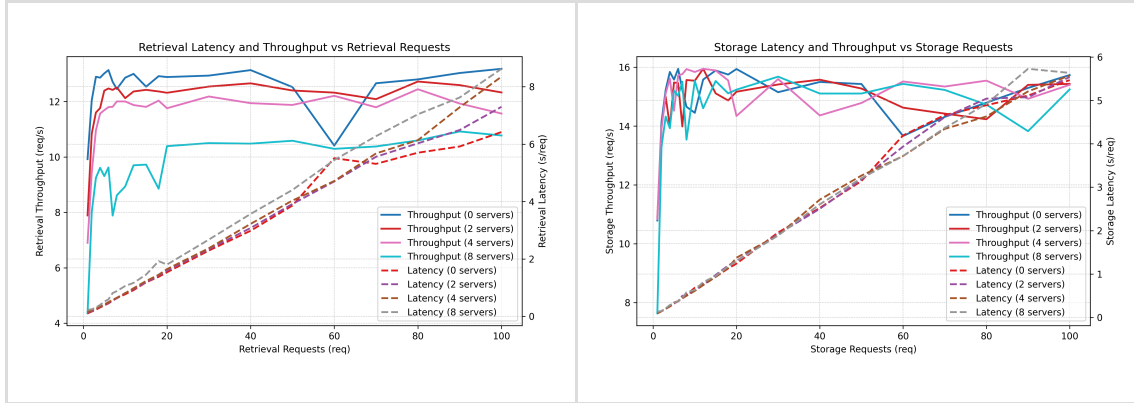 Retrieval Latency and Throughput vs Retrieval Requests
Retrieval Throughput (req/s)
12
10
8
6
4
8
6
4
2
0
Retrieval Latency (s/req)
Throughput (0 servers)
Throughput (2 servers)
Throughput (4 servers)
Throughput (8 servers)
Latency (0 servers)
Latency (2 servers)
Latency (4 servers)
Latency (8 servers)
0 20 40 60 80 100
Retrieval Requests (req)
Storage Latency and Throughput vs Storage Requests
Storage Throughput (req/s)
16
14
12
10
8
6
5
4
3
2
1
0
Storage Latency (s/req)
Throughput (0 servers)
Throughput (2 servers)
Throughput (4 servers)
Throughput (8 servers)
Latency (0 servers)
Latency (2 servers)
Latency (4 servers)
Latency (8 servers)
0 20 40 60 80 100
Storage Requests (req)